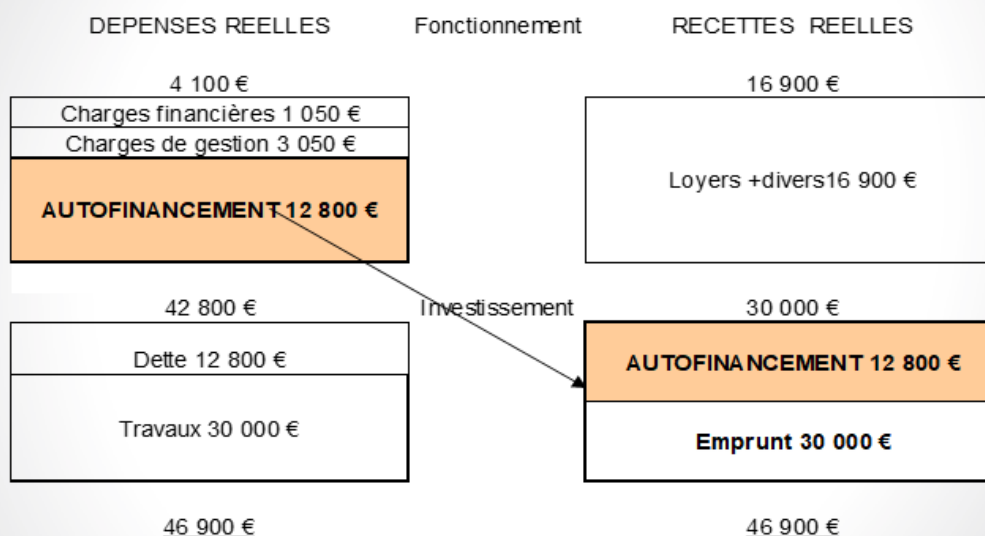 DEPENSES REELLES Fonctionnement RECETTES REELLES
4 100 € 16 900 €
Charges financières 1 050 €
Charges de gestion 3 050 €
Loyers +divers16 900 €
AUTOFINANCEMENT 12 800 €
42 800 € Investissement 30 000 €
Dette 12 800 €
AUTOFINANCEMENT 12 800 €
Travaux 30 000 €
Emprunt 30 000 €
46 900 € 46 900 €